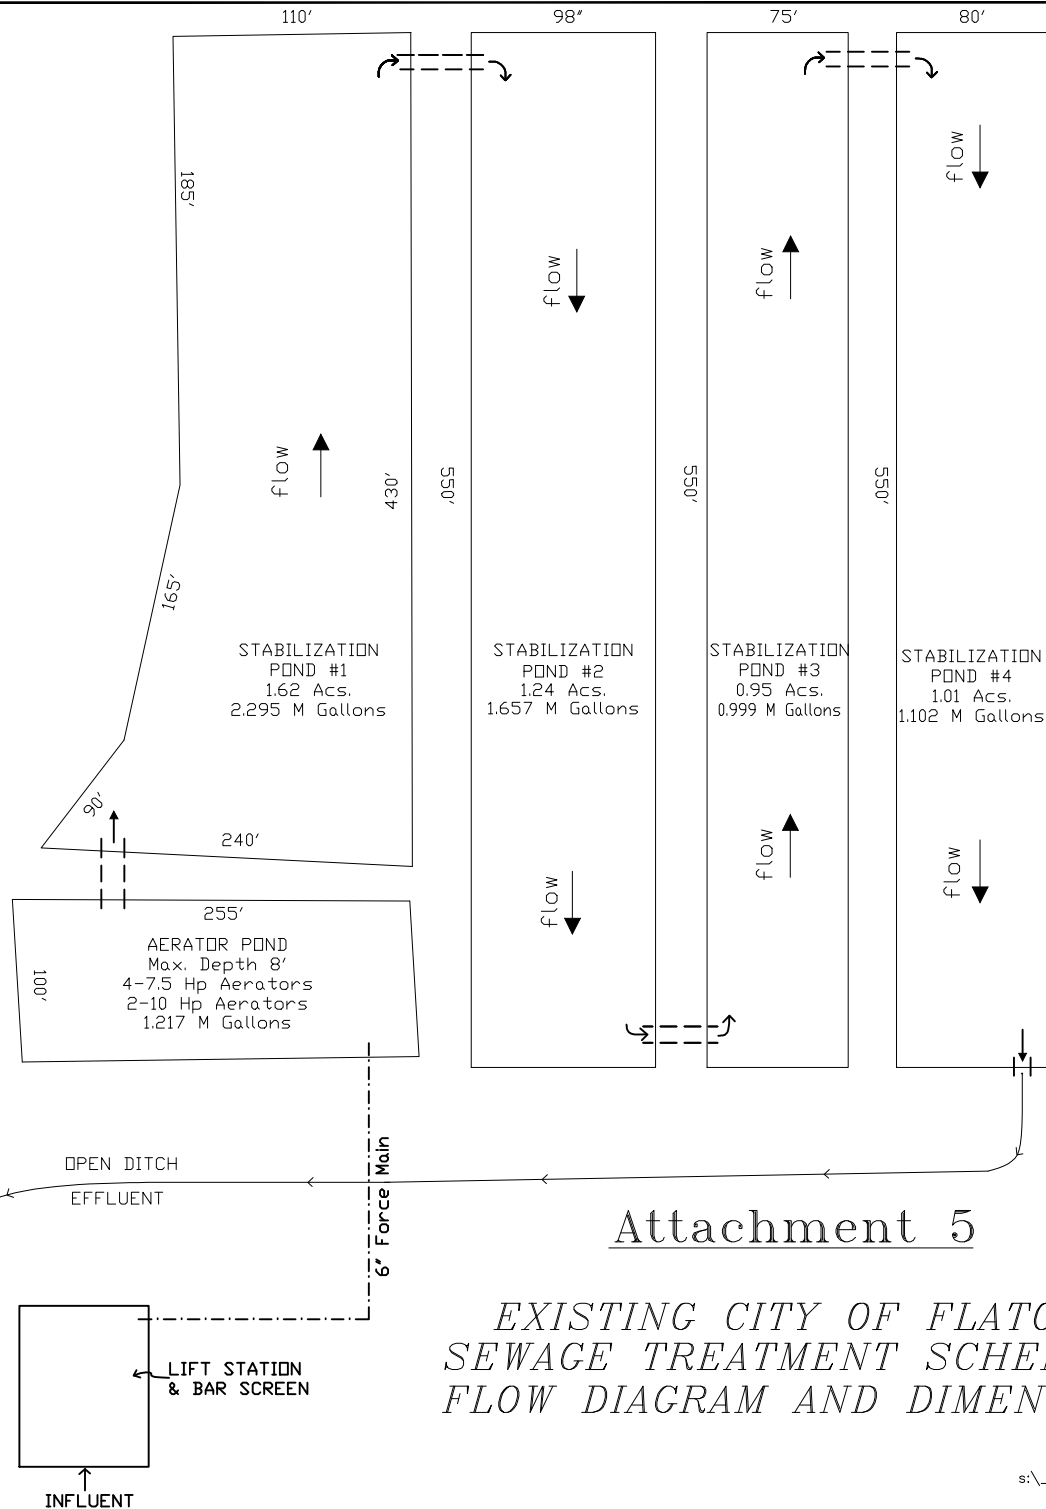 110' 98" 75' 80'
185'
flow
flow
flow
flow
430'
550'
550'
550'
165'
STABILIZATION
POND #1
1.62 Acs.
2.295 M Gallons
STABILIZATION
POND #2
1.24 Acs.
1.657 M Gallons
STABILIZATION
POND #3
0.95 Acs.
0.999 M Gallons
STABILIZATION
POND #4
1.01 Acs.
1.102 M Gallons
90'
240'
flow
flow
flow
255'
AERATOR POND
Max. Depth 8'
4-7.5 Hp Aerators
2-10 Hp Aerators
1.217 M Gallons
100'
OPEN DITCH
EFFLUENT
6" Force Main
Attachment 5
EXISTING CITY OF FLATO
SEWAGE TREATMENT SCHE
FLOW DIAGRAM AND DIMEN
LIFT STATION
& BAR SCREEN
INFLUENT
s:\